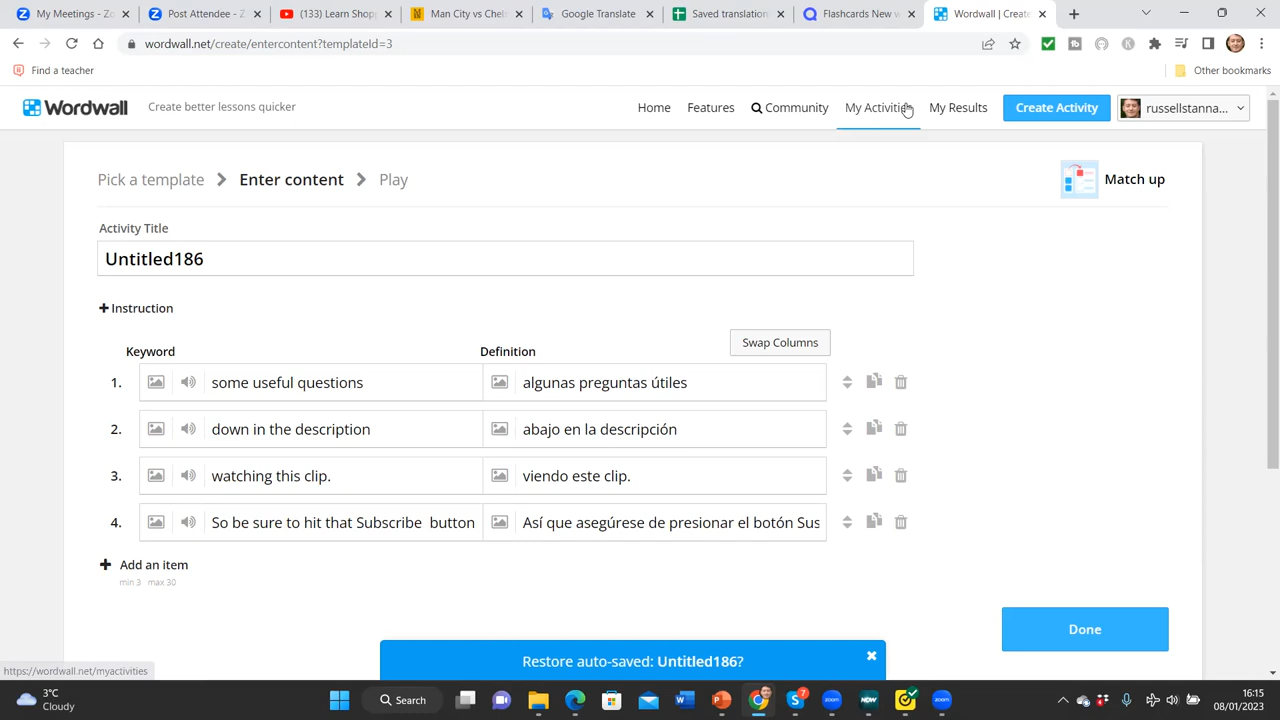 My Meetings - Zo
Post Attendee
(133) Learn Shop
Man City vs Chel
Google Translate
Saved translation
Flashcards New v
Wordwall | Create
wordwall.net/create/entercontent?templateId=3
Find a teacher
Other bookmarks
Wordwall
Create better lessons quicker
Home
Features
Community
My Activities
My Results
Create Activity
russellstanna...
Pick a template
Enter content
Play
Match up
Activity Title
Untitled186
+ Instruction
Keyword
Definition
Swap Columns
1. some useful questions algunas preguntas útiles
2. down in the description abajo en la descripción
3. watching this clip. viendo este clip.
4. So be sure to hit that Subscribe button Así que asegúrese de presionar el botón Sus
+ Add an item
min 3 max 30
Done
Restore auto-saved: Untitled186?
https://wordwall.net/myactivities
3°C
Cloudy
Search
7
16:15
08/01/2023